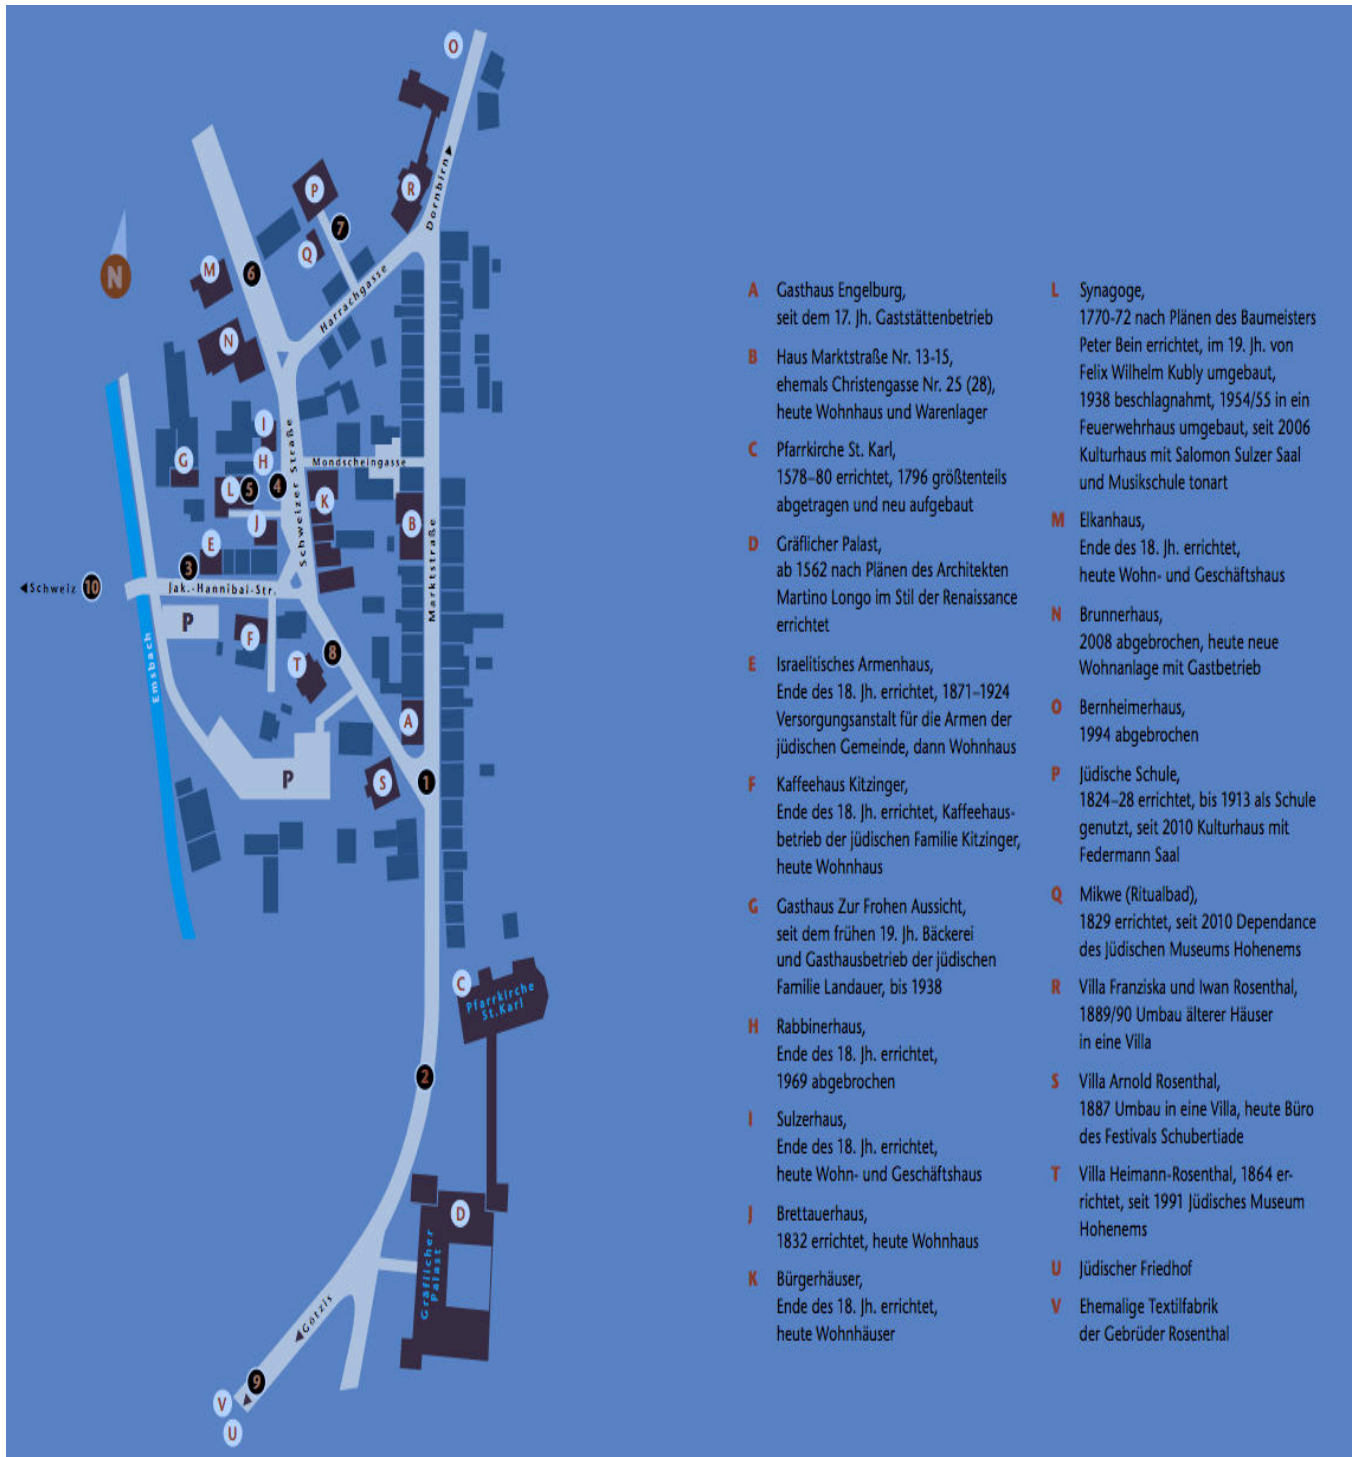 O
R
Dornbirn
P
7
Q
M
6
N
Harrachgasse
N
I
H
G
L
5
4
J
Schweizer Straße
Mondscheingasse
K
B
Marktstraße
E
3
Schweiz
10
Jak.-Hannibal-Str.
P
F
8
T
Emsbach
A
P
S
1
C
Pfarrkirche
St.Karl
2
D
Gräflicher
Palast
Götzis
9
V
U
A Gasthaus Engelburg,
seit dem 17. Jh. Gaststättenbetrieb
B Haus Marktstraße Nr. 13-15,
ehemals Christengasse Nr. 25 (28),
heute Wohnhaus und Warenlager
C Pfarrkirche St. Karl,
1578–80 errichtet, 1796 größtenteils
abgetragen und neu aufgebaut
D Gräflicher Palast,
ab 1562 nach Plänen des Architekten
Martino Longo im Stil der Renaissance
errichtet
E Israelitisches Armenhaus,
Ende des 18. Jh. errichtet, 1871–1924
Versorgungsanstalt für die Armen der
jüdischen Gemeinde, dann Wohnhaus
F Kaffeehaus Kitzinger,
Ende des 18. Jh. errichtet, Kaffeehaus-
betrieb der jüdischen Familie Kitzinger,
heute Wohnhaus
G Gasthaus Zur Frohen Aussicht,
seit dem frühen 19. Jh. Bäckerei
und Gasthausbetrieb der jüdischen
Familie Landauer, bis 1938
H Rabbinerhaus,
Ende des 18. Jh. errichtet,
1969 abgebrochen
I Sulzerhaus,
Ende des 18. Jh. errichtet,
heute Wohn- und Geschäftshaus
J Brettauerhaus,
1832 errichtet, heute Wohnhaus
K Bürgerhäuser,
Ende des 18. Jh. errichtet,
heute Wohnhäuser
L Synagoge,
1770-72 nach Plänen des Baumeisters
Peter Bein errichtet, im 19. Jh. von
Felix Wilhelm Kubly umgebaut,
1938 beschlagnahmt, 1954/55 in ein
Feuerwehrhaus umgebaut, seit 2006
Kulturhaus mit Salomon Sulzer Saal
und Musikschule tonart
M Elkanhaus,
Ende des 18. Jh. errichtet,
heute Wohn- und Geschäftshaus
N Brunnerhaus,
2008 abgebrochen, heute neue
Wohnanlage mit Gastbetrieb
O Bernheimerhaus,
1994 abgebrochen
P Jüdische Schule,
1824–28 errichtet, bis 1913 als Schule
genutzt, seit 2010 Kulturhaus mit
Federmann Saal
Q Mikwe (Ritualbad),
1829 errichtet, seit 2010 Dependance
des Jüdischen Museums Hohenems
R Villa Franziska und Iwan Rosenthal,
1889/90 Umbau älterer Häuser
in eine Villa
S Villa Arnold Rosenthal,
1887 Umbau in eine Villa, heute Büro
des Festivals Schubertiade
T Villa Heimann-Rosenthal, 1864 er-
richtet, seit 1991 Jüdisches Museum
Hohenems
U Jüdischer Friedhof
V Ehemalige Textilfabrik
der Gebrüder Rosenthal